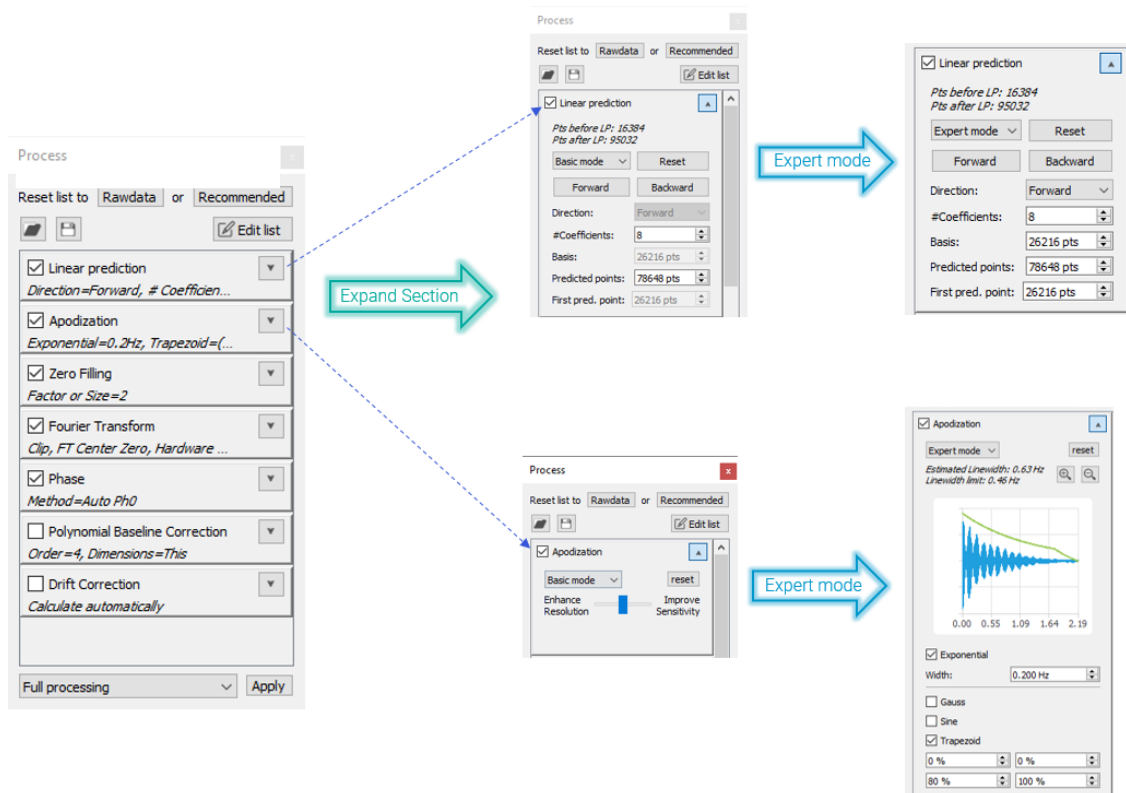 Process
x
Reset list to Rawdata or Recommended
Edit list
Linear prediction
Direction=Forward, # Coefficien...
Apodization
Exponential=0.2Hz, Trapezoid=(...
Zero Filling
Factor or Size=2
Fourier Transform
Clip, FT Center Zero, Hardware ...
Phase
Method=Auto Ph0
Polynomial Baseline Correction
Order=4, Dimensions=This
Drift Correction
Calculate automatically
Full processing Apply
Expand Section
Process
x
Reset list to Rawdata or Recommended
Edit list
Linear prediction
Pts before LP: 16384
Pts after LP: 95032
Basic mode Reset
Forward Backward
Direction: Forward
#Coefficients: 8
Basis: 26216 pts
Predicted points: 78648 pts
First pred. point: 26216 pts
Expert mode
Linear prediction
Pts before LP: 16384
Pts after LP: 95032
Expert mode Reset
Forward Backward
Direction: Forward
#Coefficients: 8
Basis: 26216 pts
Predicted points: 78648 pts
First pred. point: 26216 pts
Process
x
Reset list to Rawdata or Recommended
Edit list
Apodization
Basic mode reset
Enhance Improve
Resolution Sensitivity
Expert mode
Apodization
Expert mode reset
Estimated Linewidth: 0.63 Hz
Linewidth limit: 0.46 Hz
0.00 0.55 1.09 1.64 2.19
Exponential
Width: 0.200 Hz
Gauss
Sine
Trapezoid
0 % 0 %
80 % 100 %